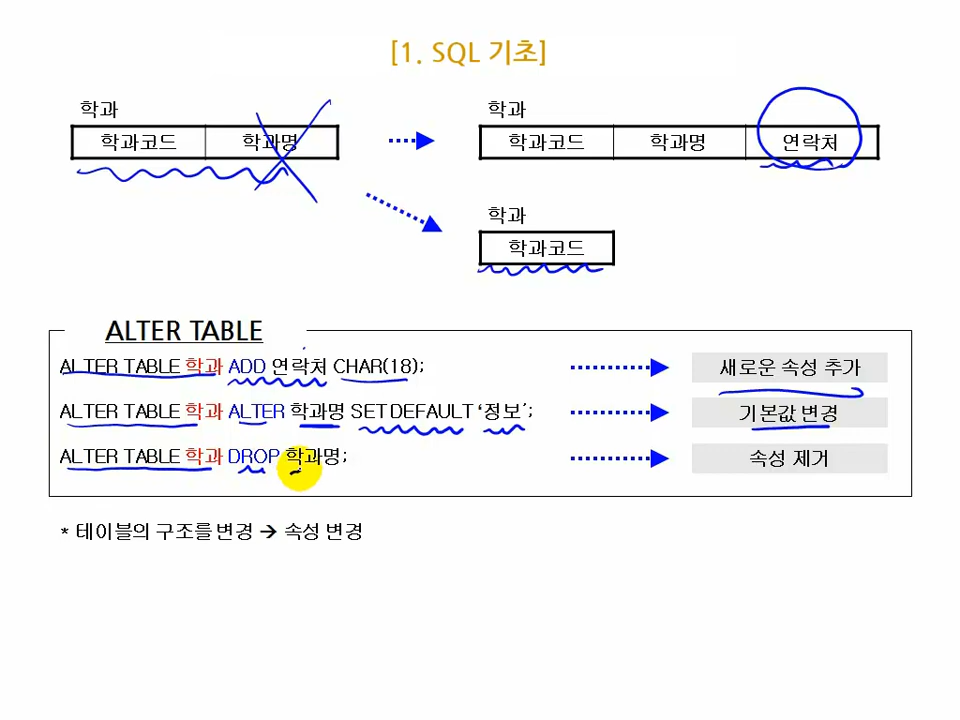 [1. SQL 기초]
학과
학과코드 학과명
학과
학과코드 학과명 연락처
학과
학과코드
ALTER TABLE
ALTER TABLE 학과 ADD 연락처 CHAR(18); 새로운 속성 추가
ALTER TABLE 학과 ALTER 학과명 SET DEFAULT ‘정보’; 기본값 변경
ALTER TABLE 학과 DROP 학과명; 속성 제거
* 테이블의 구조를 변경 → 속성 변경